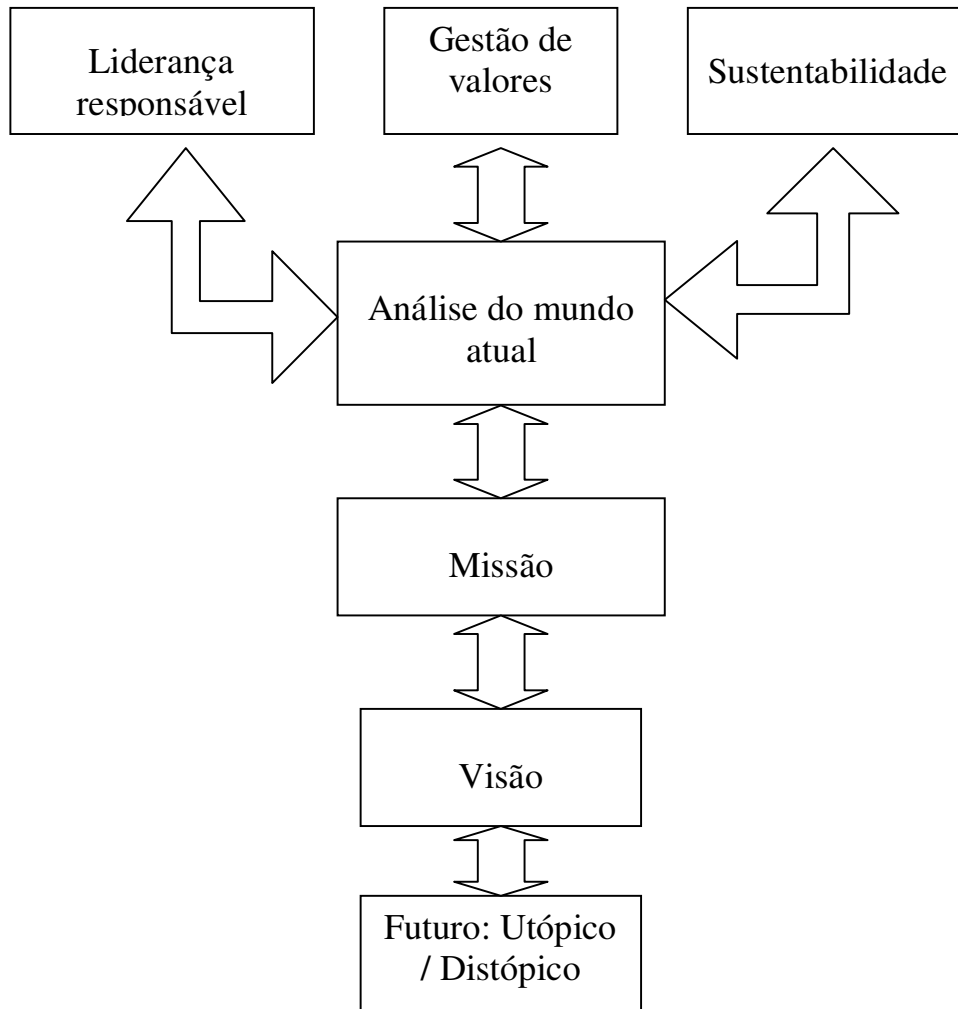 Liderança
responsável
Gestão de
valores
Sustentabilidade
Análise do mundo
atual
Missão
Visão
Futuro: Utópico
/ Distópico